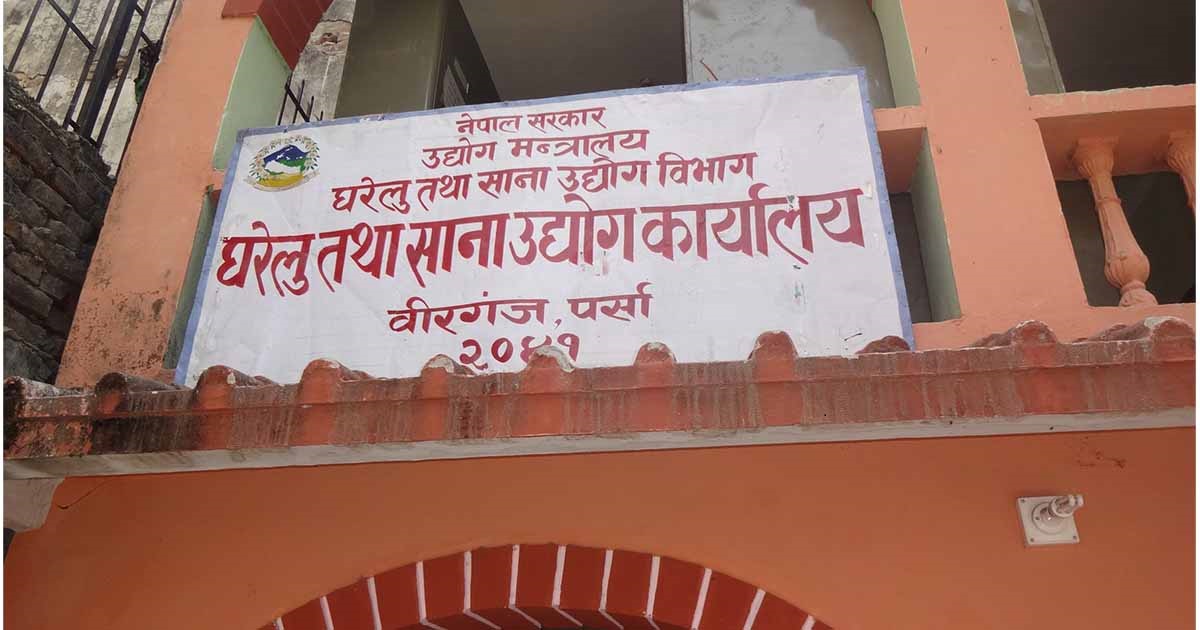 नेपाल सरकार
उद्योग मन्त्रालय
घरेलु तथा साना उद्योग विभाग
घरेलु तथा साना उद्योग कार्यालय
वीरगंज, पर्सा
२०४१